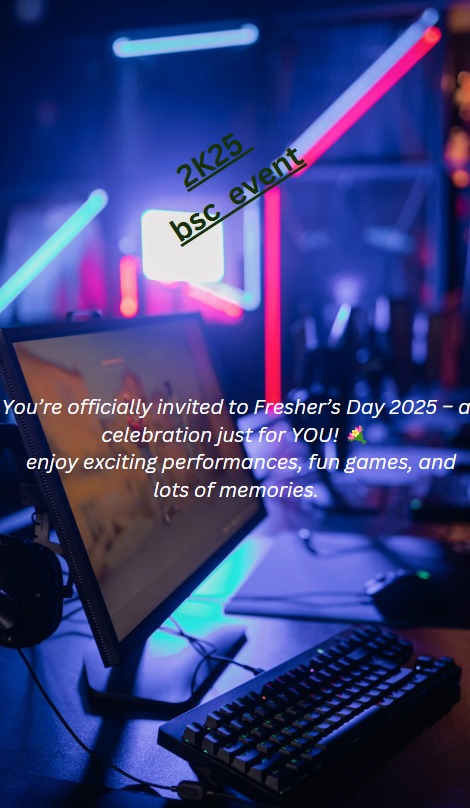 2K25
bsc event
You’re officially invited to Fresher’s Day 2025 – a
celebration just for YOU! 💐
enjoy exciting performances, fun games, and
lots of memories.